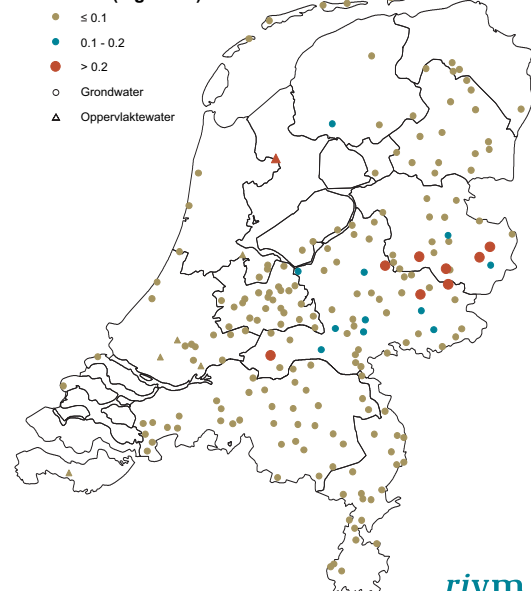 ≤ 0.1
0.1 - 0.2
> 0.2
Grondwater
Oppervlaktewater
rivm